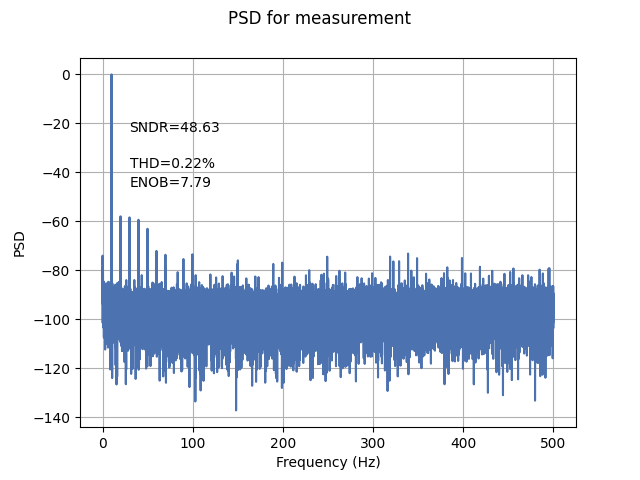 PSD for measurement
0
−20
−40
−60
−80
−100
−120
−140
PSD
SNDR=48.63
THD=0.22%
ENOB=7.79
0 100 200 300 400 500
Frequency (Hz)